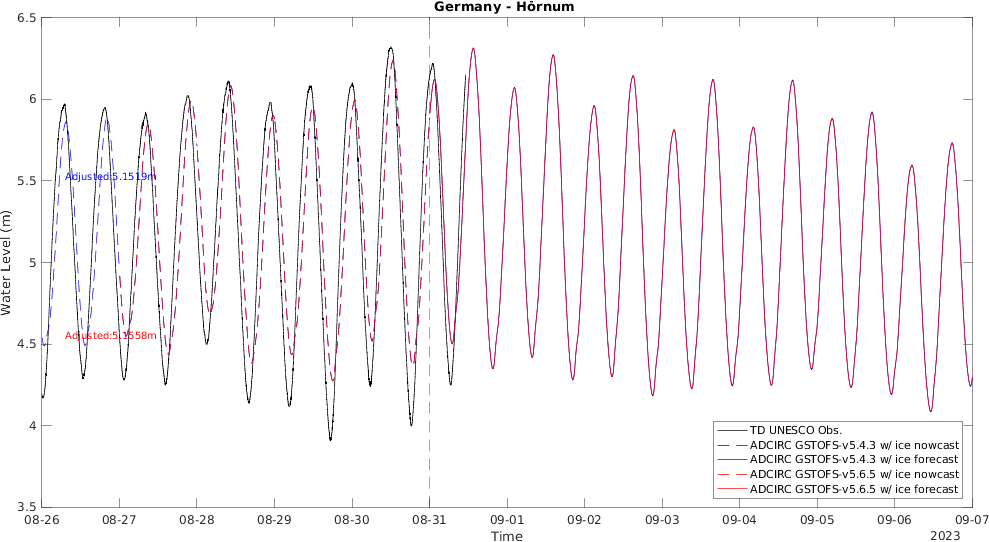 Germany - Hörnum
6.5
6
5.5
5
4.5
4
3.5
Water Level (m)
Adjusted:5.1519m
Adjusted:5.1558m
TD UNESCO Obs.
ADCIRC GSTOFS-v5.4.3 w/ ice nowcast
ADCIRC GSTOFS-v5.4.3 w/ ice forecast
ADCIRC GSTOFS-v5.6.5 w/ ice nowcast
ADCIRC GSTOFS-v5.6.5 w/ ice forecast
08-26 08-27 08-28 08-29 08-30 08-31 09-01 09-02 09-03 09-04 09-05 09-06 09-07
Time
2023